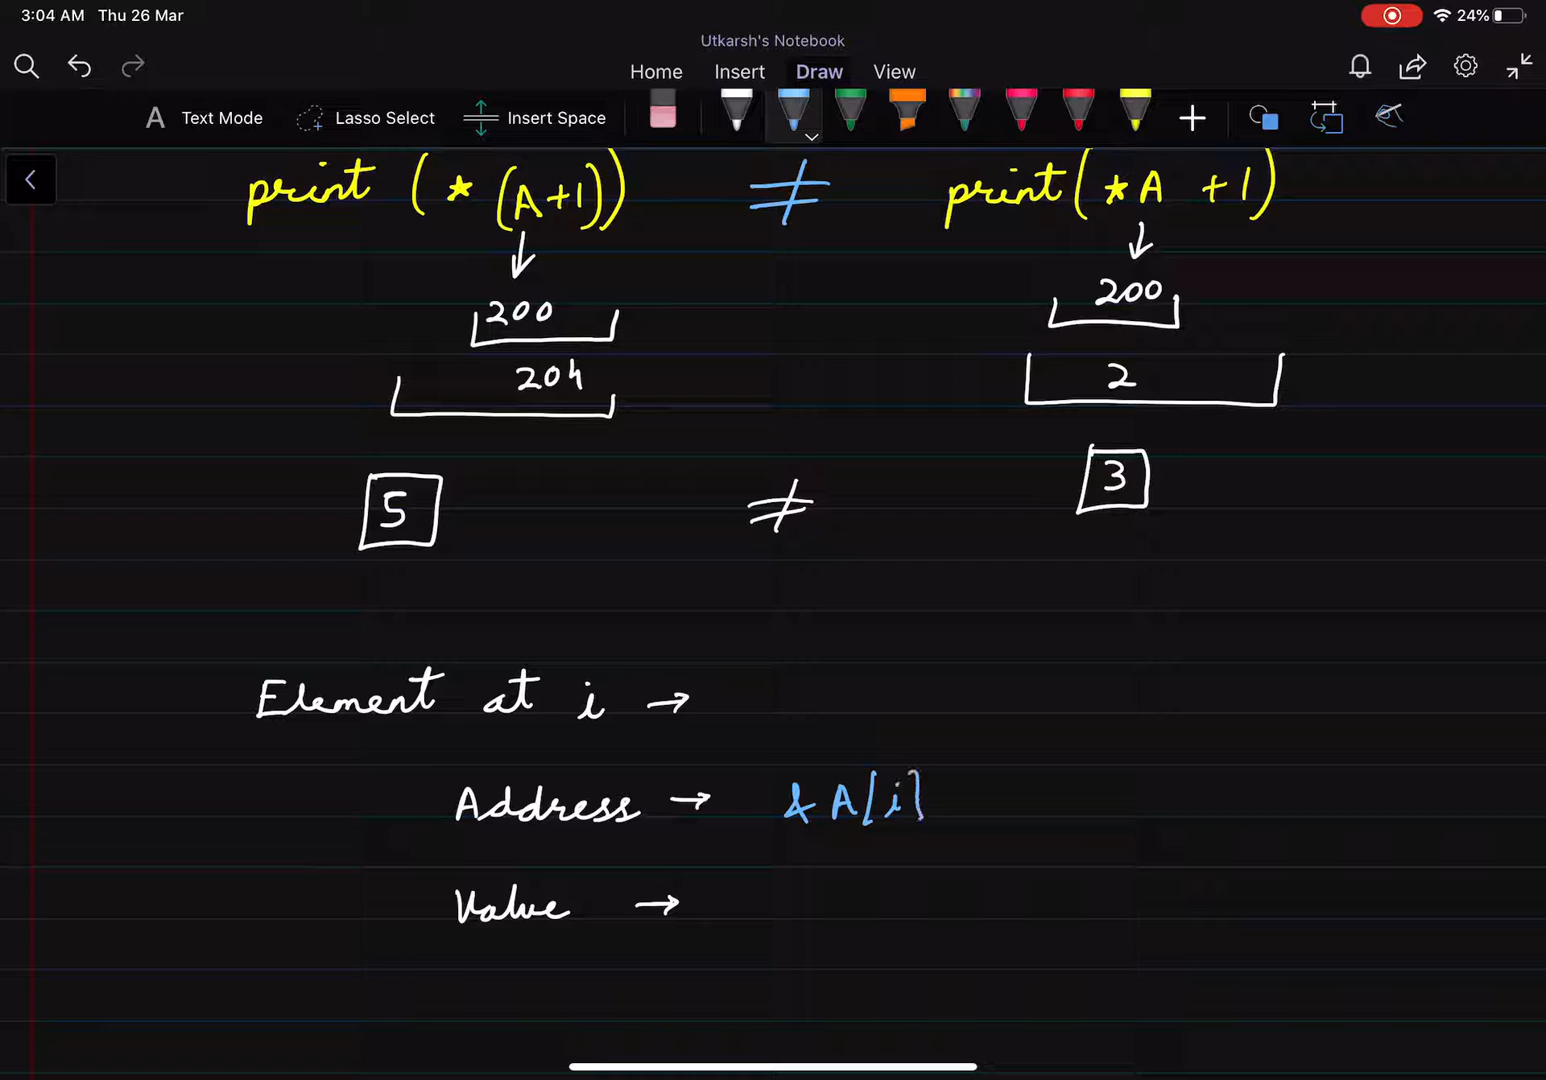 3:04 AM Thu 26 Mar
24%
Utkarsh's Notebook
Home Insert Draw View
A Text Mode Lasso Select Insert Space
print (* (A+1)) ≠ print (*A +1)
↓ ↓
200 200
204 2
5 ≠ 3
Element at i →
Address → &A[i]
Value →